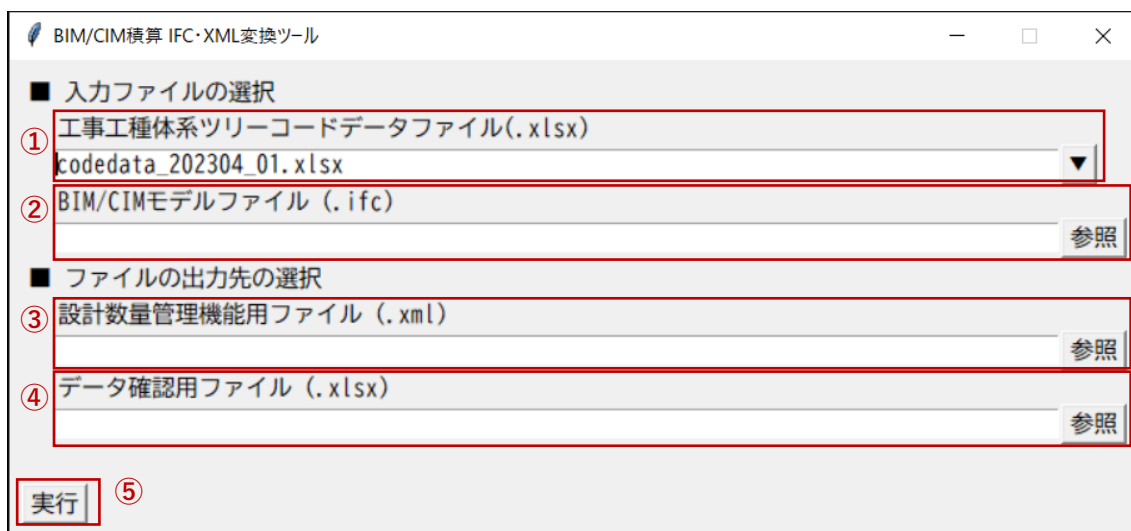 BIM/CIM積算 IFC・XML変換ツール
■ 入力ファイルの選択
① 工事工種体系ツリーコードデータファイル(.xlsx)
codedata_202304_01.xlsx ▼
② BIM/CIMモデルファイル (.ifc)
参照
■ ファイルの出力先の選択
③ 設計数量管理機能用ファイル (.xml)
参照
④ データ確認用ファイル (.xlsx)
参照
実行 ⑤